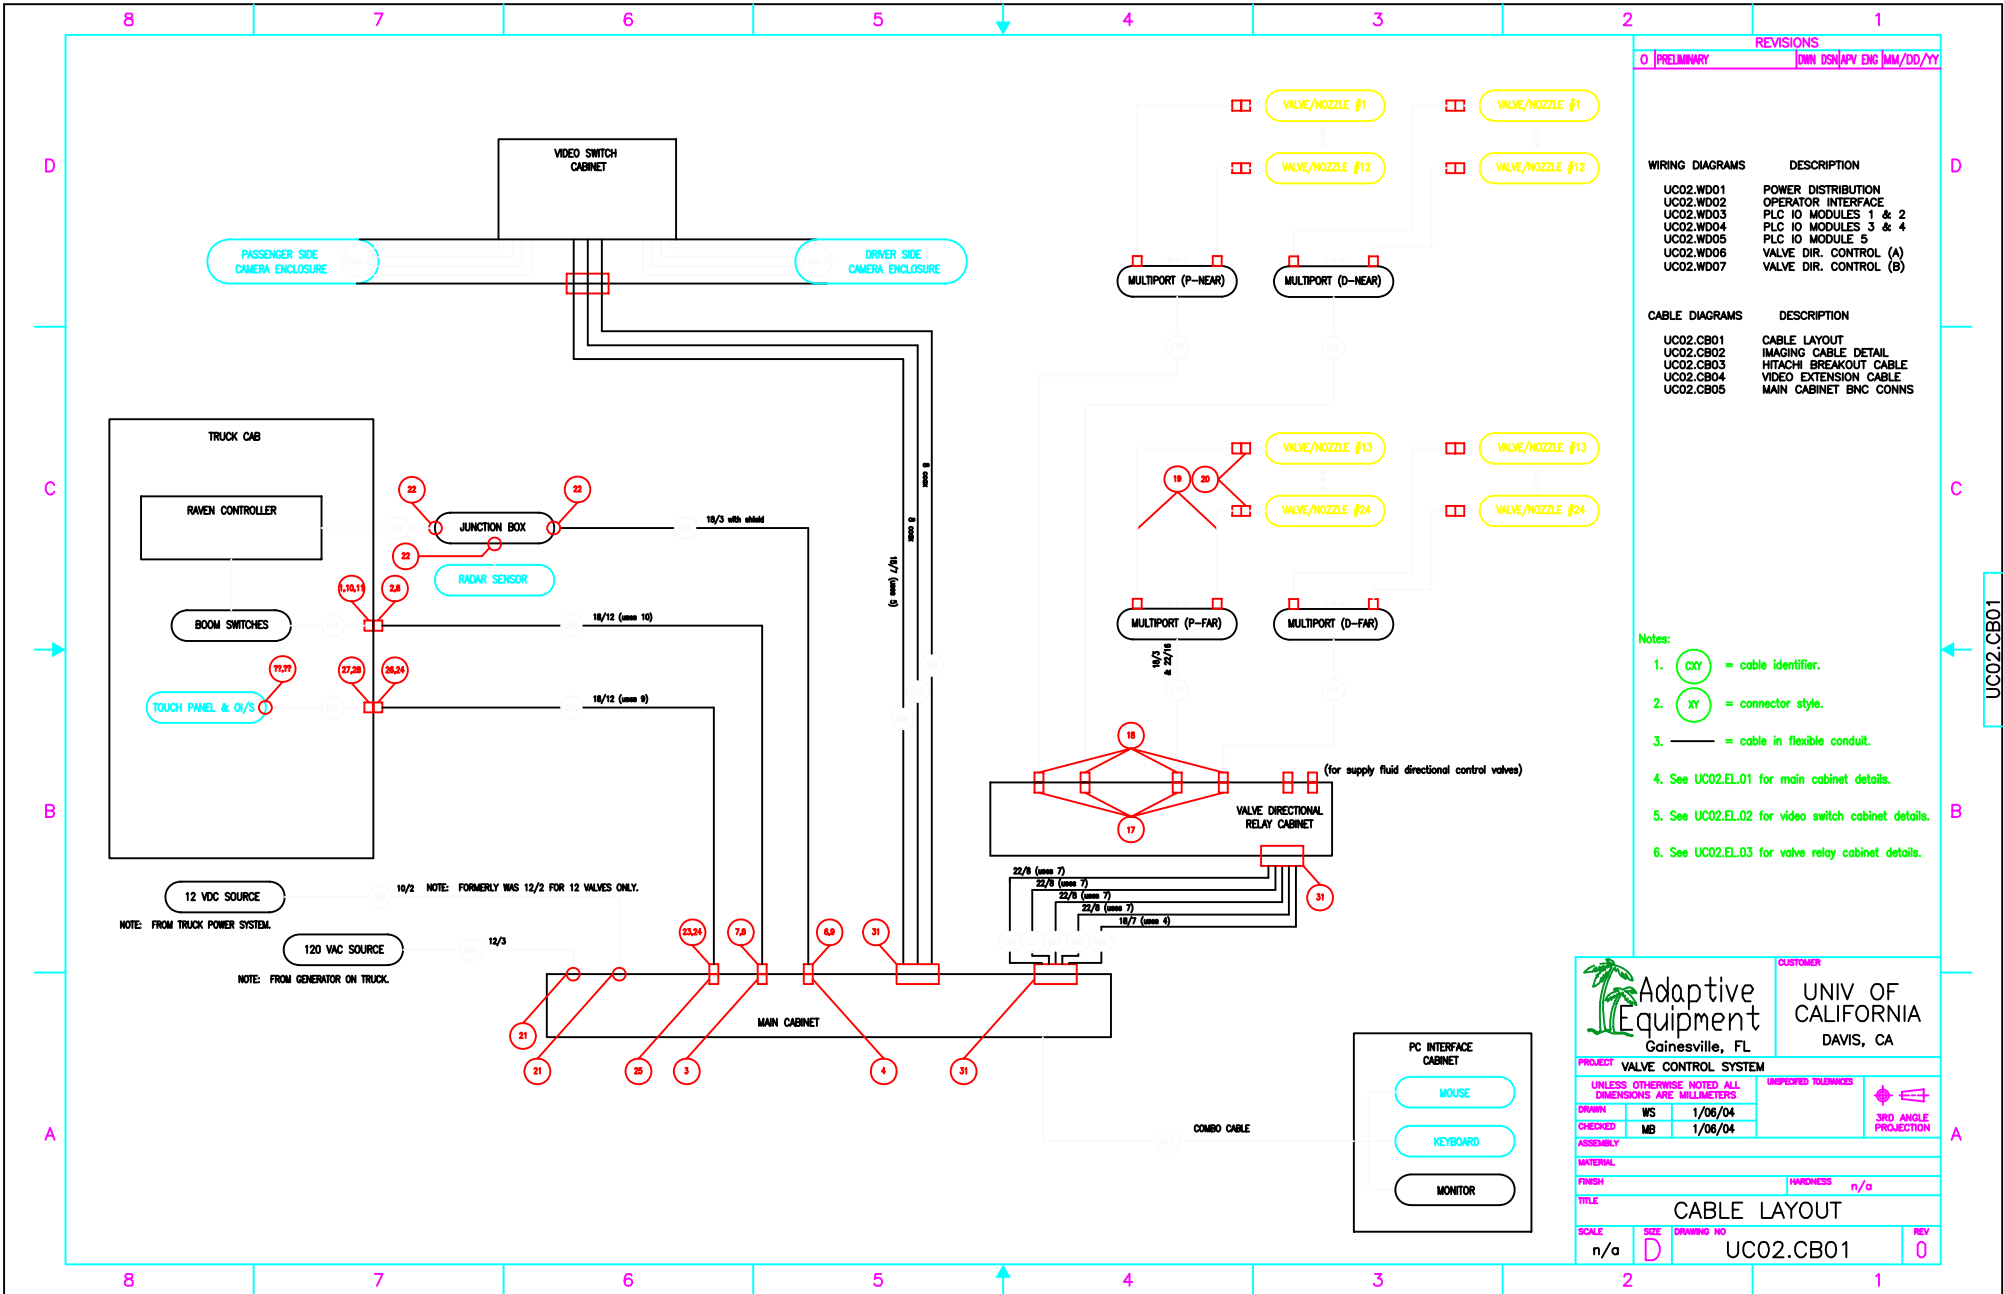 8 7 6 5 4 3 2 1
REVISIONS
0 PRELIMINARY DWN DSN APV ENG MM/DD/YY
D
D
VIDEO SWITCH
CABINET
PASSENGER SIDE
CAMERA ENCLOSURE
DRIVER SIDE
CAMERA ENCLOSURE
VALVE/NOZZLE #1
VALVE/NOZZLE #1
VALVE/NOZZLE #12
VALVE/NOZZLE #12
MULTIPORT (P-NEAR)
MULTIPORT (D-NEAR)
WIRING DIAGRAMS DESCRIPTION
UC02.WD01 POWER DISTRIBUTION
UC02.WD02 OPERATOR INTERFACE
UC02.WD03 PLC IO MODULES 1 & 2
UC02.WD04 PLC IO MODULES 3 & 4
UC02.WD05 PLC IO MODULE 5
UC02.WD06 VALVE DIR. CONTROL (A)
UC02.WD07 VALVE DIR. CONTROL (B)
CABLE DIAGRAMS DESCRIPTION
UC02.CB01 CABLE LAYOUT
UC02.CB02 IMAGING CABLE DETAIL
UC02.CB03 HITACHI BREAKOUT CABLE
UC02.CB04 VIDEO EXTENSION CABLE
UC02.CB05 MAIN CABINET BNC CONNS
C
C
TRUCK CAB
RAVEN CONTROLLER
22
22
JUNCTION BOX
18/3 with shield
22
RADAR SENSOR
1,10,11
2,8
BOOM SWITCHES
18/12 (uses 10)
??,??
27,28
26,24
TOUCH PANEL & OI/S
18/12 (uses 9)
8 coax
8 coax
18/7 (uses 5)
VALVE/NOZZLE #13
VALVE/NOZZLE #13
19
20
VALVE/NOZZLE #24
VALVE/NOZZLE #24
MULTIPORT (P-FAR)
MULTIPORT (D-FAR)
18/3
& 22/16
Notes:
1. CXY = cable identifier.
2. XY = connector style.
3. = cable in flexible conduit.
4. See UC02.EL.01 for main cabinet details.
5. See UC02.EL.02 for video switch cabinet details.
6. See UC02.EL.03 for valve relay cabinet details.
UC02.CB01
B
B
18
(for supply fluid directional control valves)
VALVE DIRECTIONAL
RELAY CABINET
17
31
22/8 (uses 7)
22/8 (uses 7)
22/8 (uses 7)
22/8 (uses 7)
18/7 (uses 4)
12 VDC SOURCE
10/2 NOTE: FORMERLY WAS 12/2 FOR 12 VALVES ONLY.
NOTE: FROM TRUCK POWER SYSTEM.
120 VAC SOURCE
12/3
NOTE: FROM GENERATOR ON TRUCK.
23,24
7,8
6,9
31
MAIN CABINET
21
21
25
3
4
31
A
A
COMBO CABLE
PC INTERFACE
CABINET
MOUSE
KEYBOARD
MONITOR
Adaptive
Equipment
Gainesville, FL
CUSTOMER
UNIV OF
CALIFORNIA
DAVIS, CA
PROJECT VALVE CONTROL SYSTEM
UNLESS OTHERWISE NOTED ALL
DIMENSIONS ARE MILLIMETERS
UNSPECIFIED TOLERANCES
3RD ANGLE
PROJECTION
DRAWN WS 1/06/04
CHECKED MB 1/06/04
ASSEMBLY
MATERIAL
FINISH
HARDNESS n/a
TITLE
CABLE LAYOUT
SCALE n/a
SIZE D
DRAWING NO UC02.CB01
REV 0
8 7 6 5 4 3 2 1